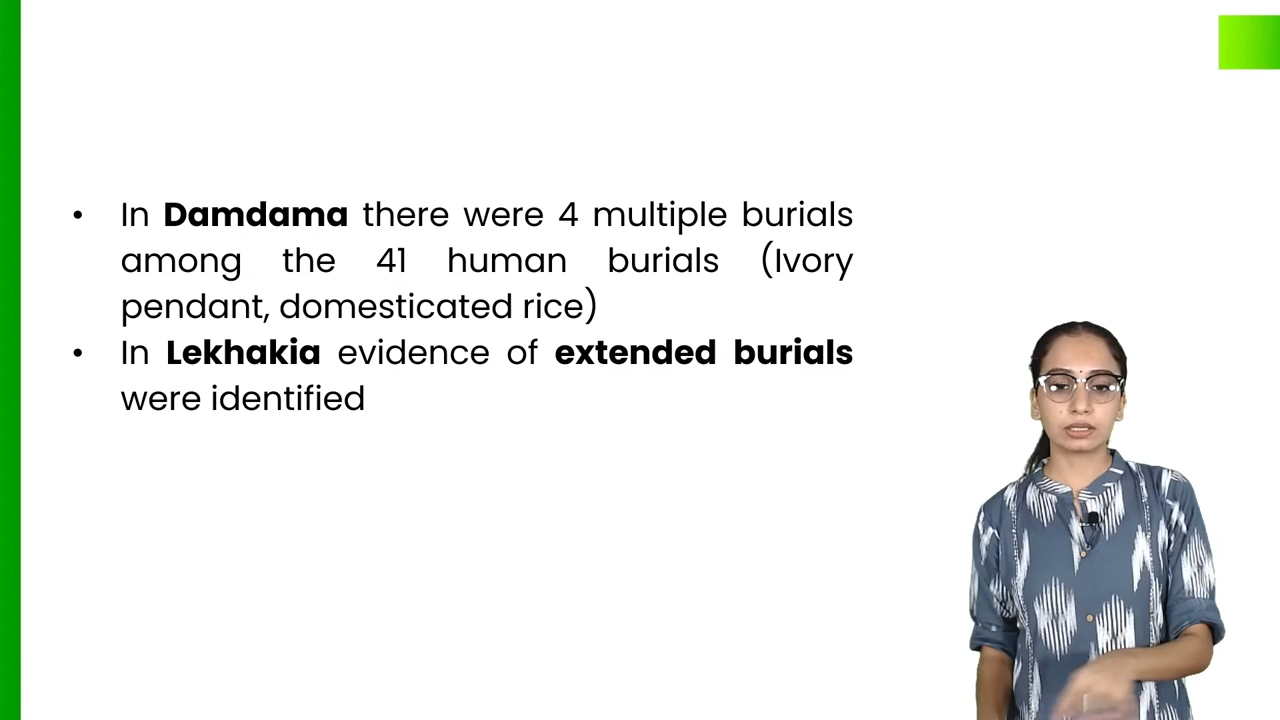 • In Damdama there were 4 multiple burials
among the 41 human burials (Ivory
pendant, domesticated rice)
• In Lekhakia evidence of extended burials
were identified